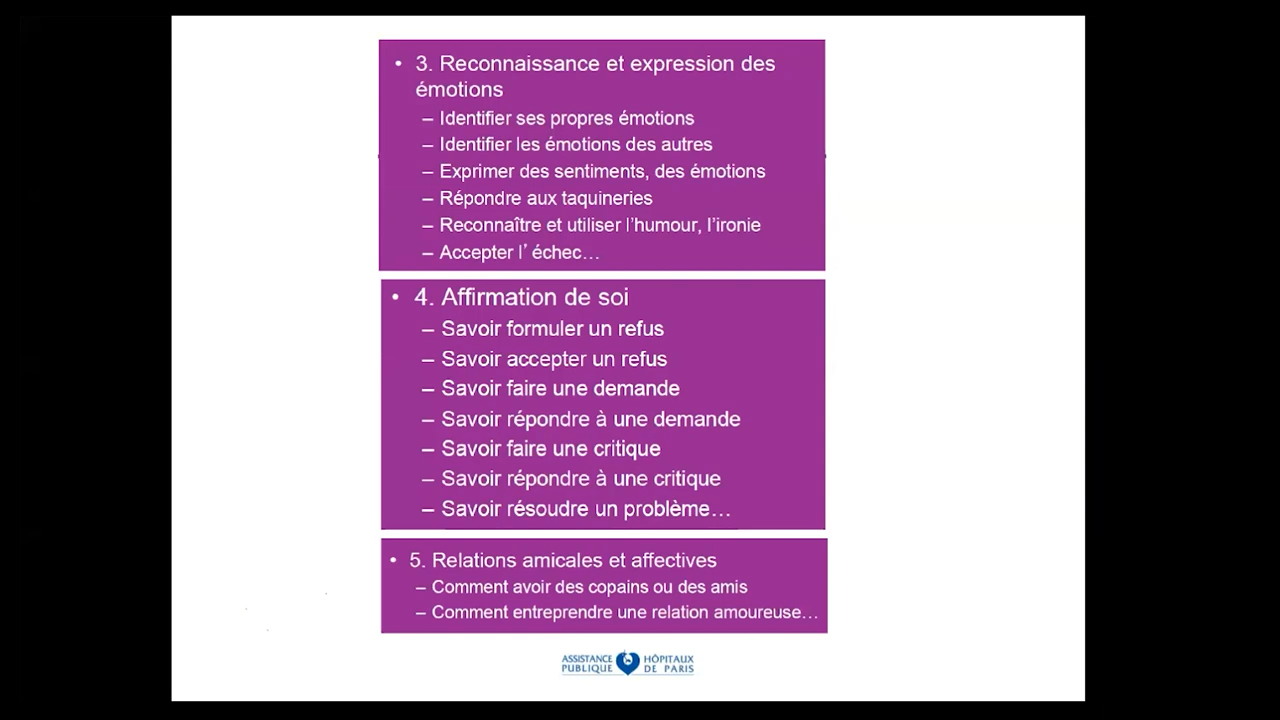 • 3. Reconnaissance et expression des
émotions
– Identifier ses propres émotions
– Identifier les émotions des autres
– Exprimer des sentiments, des émotions
– Répondre aux taquineries
– Reconnaître et utiliser l'humour, l'ironie
– Accepter l' échec…
• 4. Affirmation de soi
– Savoir formuler un refus
– Savoir accepter un refus
– Savoir faire une demande
– Savoir répondre à une demande
– Savoir faire une critique
– Savoir répondre à une critique
– Savoir résoudre un problème…
• 5. Relations amicales et affectives
– Comment avoir des copains ou des amis
– Comment entreprendre une relation amoureuse…
ASSISTANCE HÔPITAUX
PUBLIQUE DE PARIS